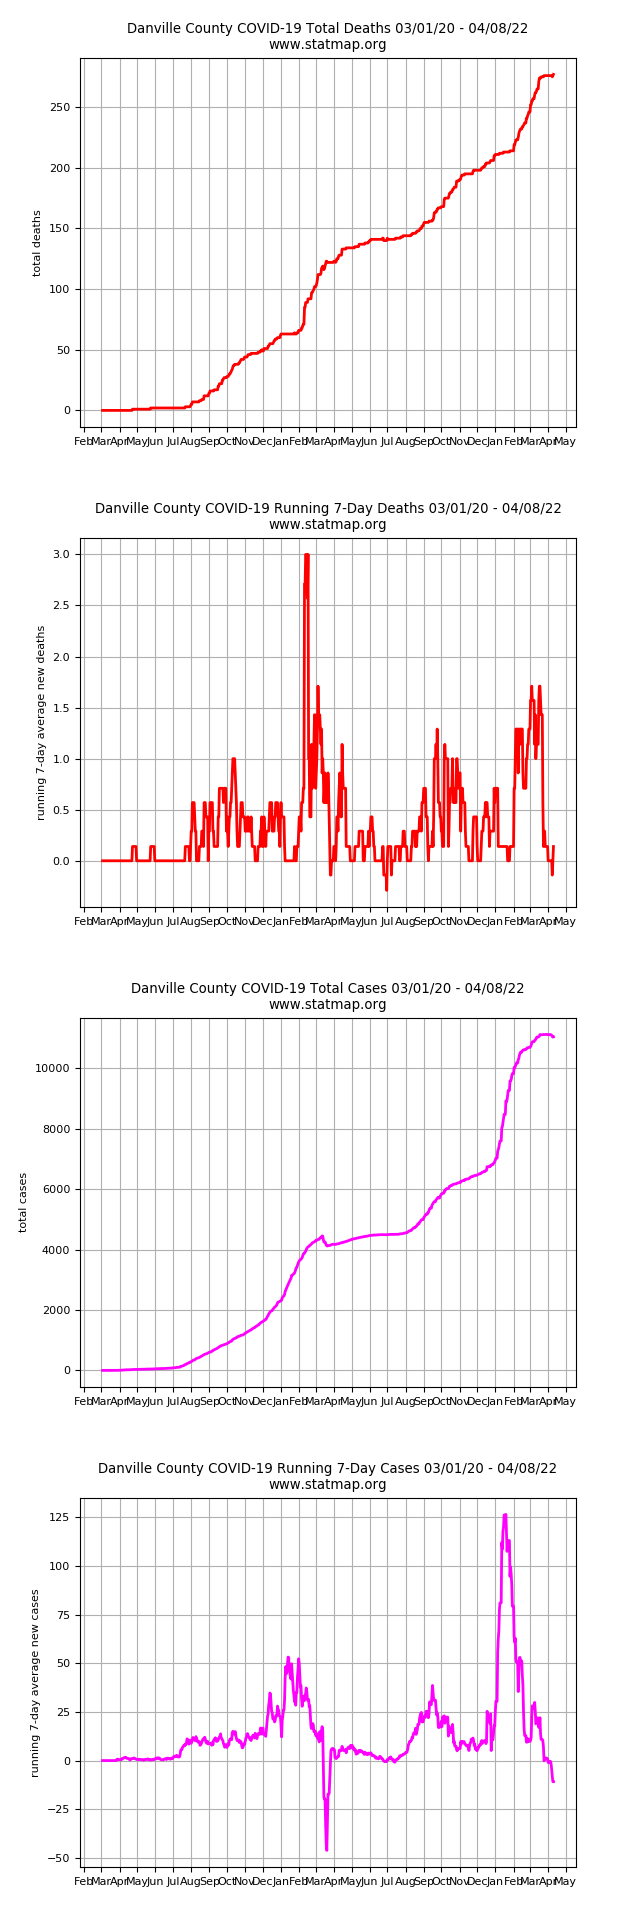 Danville County COVID-19 Total Deaths 03/01/20 - 04/08/22
www.statmap.org
total deaths
250
200
150
100
50
0
Feb Mar Apr May Jun Jul Aug Sep Oct Nov Dec Jan Feb Mar Apr May Jun Jul Aug Sep Oct Nov Dec Jan Feb Mar Apr May
Danville County COVID-19 Running 7-Day Deaths 03/01/20 - 04/08/22
www.statmap.org
running 7-day average new deaths
3.0
2.5
2.0
1.5
1.0
0.5
0.0
Feb Mar Apr May Jun Jul Aug Sep Oct Nov Dec Jan Feb Mar Apr May Jun Jul Aug Sep Oct Nov Dec Jan Feb Mar Apr May
Danville County COVID-19 Total Cases 03/01/20 - 04/08/22
www.statmap.org
total cases
10000
8000
6000
4000
2000
0
Feb Mar Apr May Jun Jul Aug Sep Oct Nov Dec Jan Feb Mar Apr May Jun Jul Aug Sep Oct Nov Dec Jan Feb Mar Apr May
Danville County COVID-19 Running 7-Day Cases 03/01/20 - 04/08/22
www.statmap.org
running 7-day average new cases
125
100
75
50
25
0
−25
−50
Feb Mar Apr May Jun Jul Aug Sep Oct Nov Dec Jan Feb Mar Apr May Jun Jul Aug Sep Oct Nov Dec Jan Feb Mar Apr May